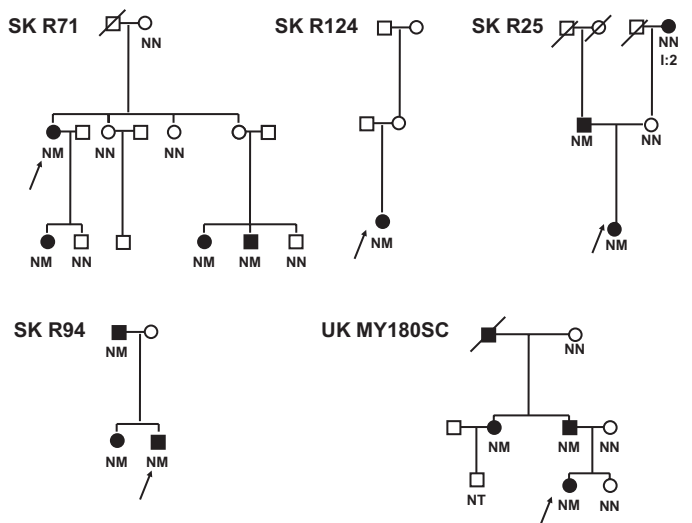 SK R71
NN
NM NN NN
NM NN NM NM NN
SK R124
NM
SK R25
NN
I:2
NM NN
NM
SK R94
NM
NM NM
UK MY180SC
NN
NM NM NN
NT NM NN